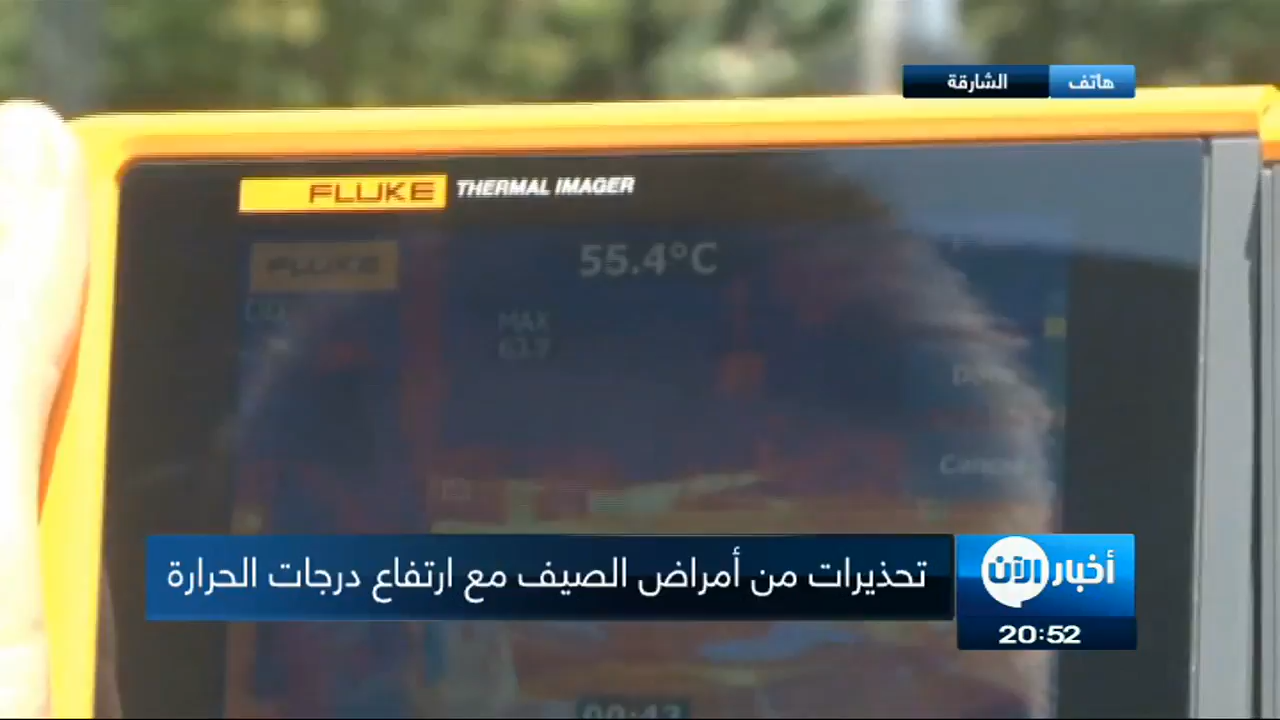 هاتف الشارقة
FLUKE THERMAL IMAGER
FLUKE
55.4°C
MAX
تحذيرات من أمراض الصيف مع ارتفاع درجات الحرارة
أخبار الآن
20:52